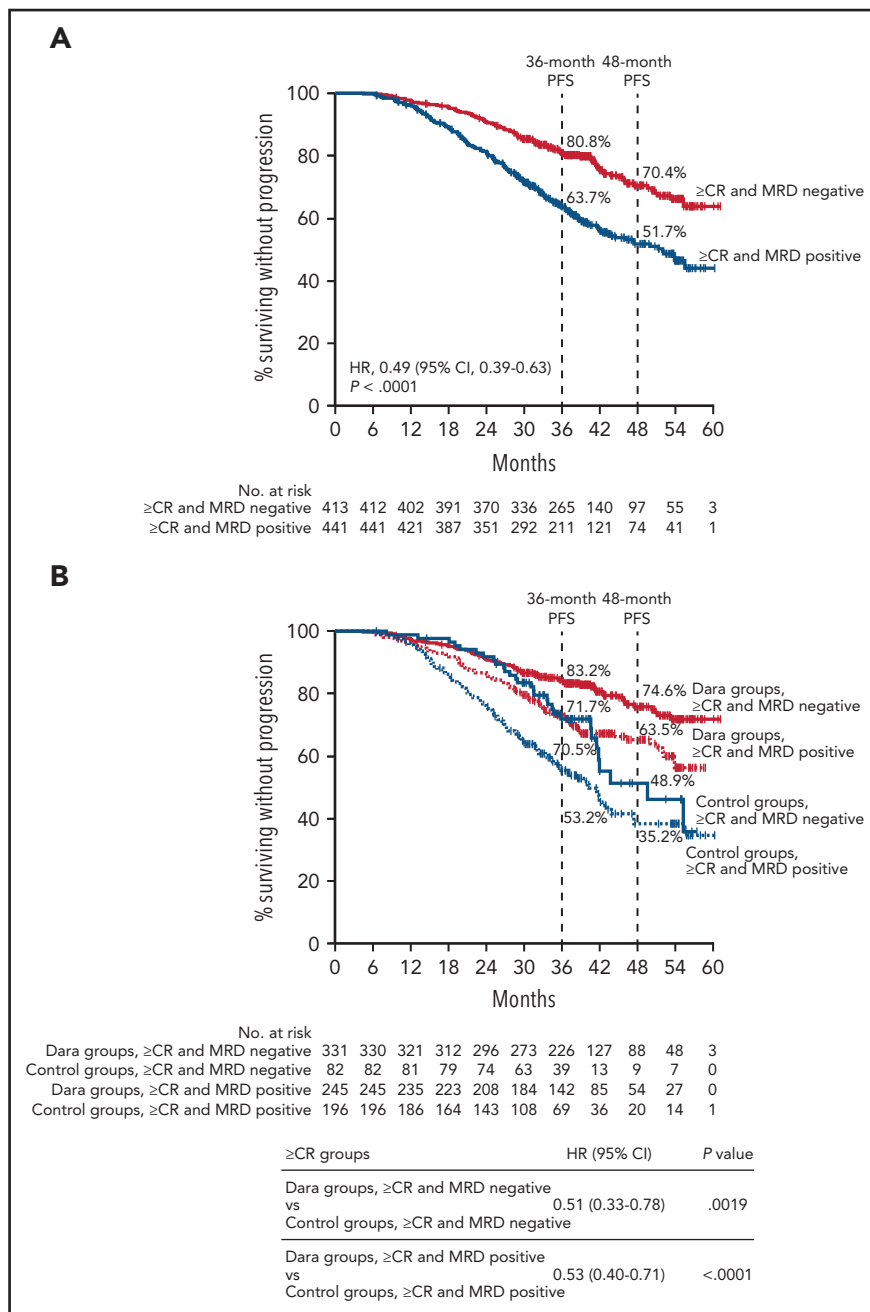 A
36-month 48-month
PFS PFS
100
80
60
40
20
0
% surviving without progression
80.8%
70.4%
63.7%
51.7%
≥CR and MRD negative
≥CR and MRD positive
HR, 0.49 (95% CI, 0.39-0.63)
P < .0001
0 6 12 18 24 30 36 42 48 54 60
Months
No. at risk
≥CR and MRD negative 413 412 402 391 370 336 265 140 97 55 3
≥CR and MRD positive 441 441 421 387 351 292 211 121 74 41 1
B
36-month 48-month
PFS PFS
100
80
60
40
20
0
% surviving without progression
83.2%
74.6%
71.7%
63.5%
70.5%
48.9%
53.2%
35.2%
Dara groups,
≥CR and MRD negative
Dara groups,
≥CR and MRD positive
Control groups,
≥CR and MRD negative
Control groups,
≥CR and MRD positive
0 6 12 18 24 30 36 42 48 54 60
Months
No. at risk
Dara groups, ≥CR and MRD negative 331 330 321 312 296 273 226 127 88 48 3
Control groups, ≥CR and MRD negative 82 82 81 79 74 63 39 13 9 7 0
Dara groups, ≥CR and MRD positive 245 245 235 223 208 184 142 85 54 27 0
Control groups, ≥CR and MRD positive 196 196 186 164 143 108 69 36 20 14 1
≥CR groups HR (95% CI) P value
Dara groups, ≥CR and MRD negative
vs 0.51 (0.33-0.78) .0019
Control groups, ≥CR and MRD negative
Dara groups, ≥CR and MRD positive
vs 0.53 (0.40-0.71) <.0001
Control groups, ≥CR and MRD positive